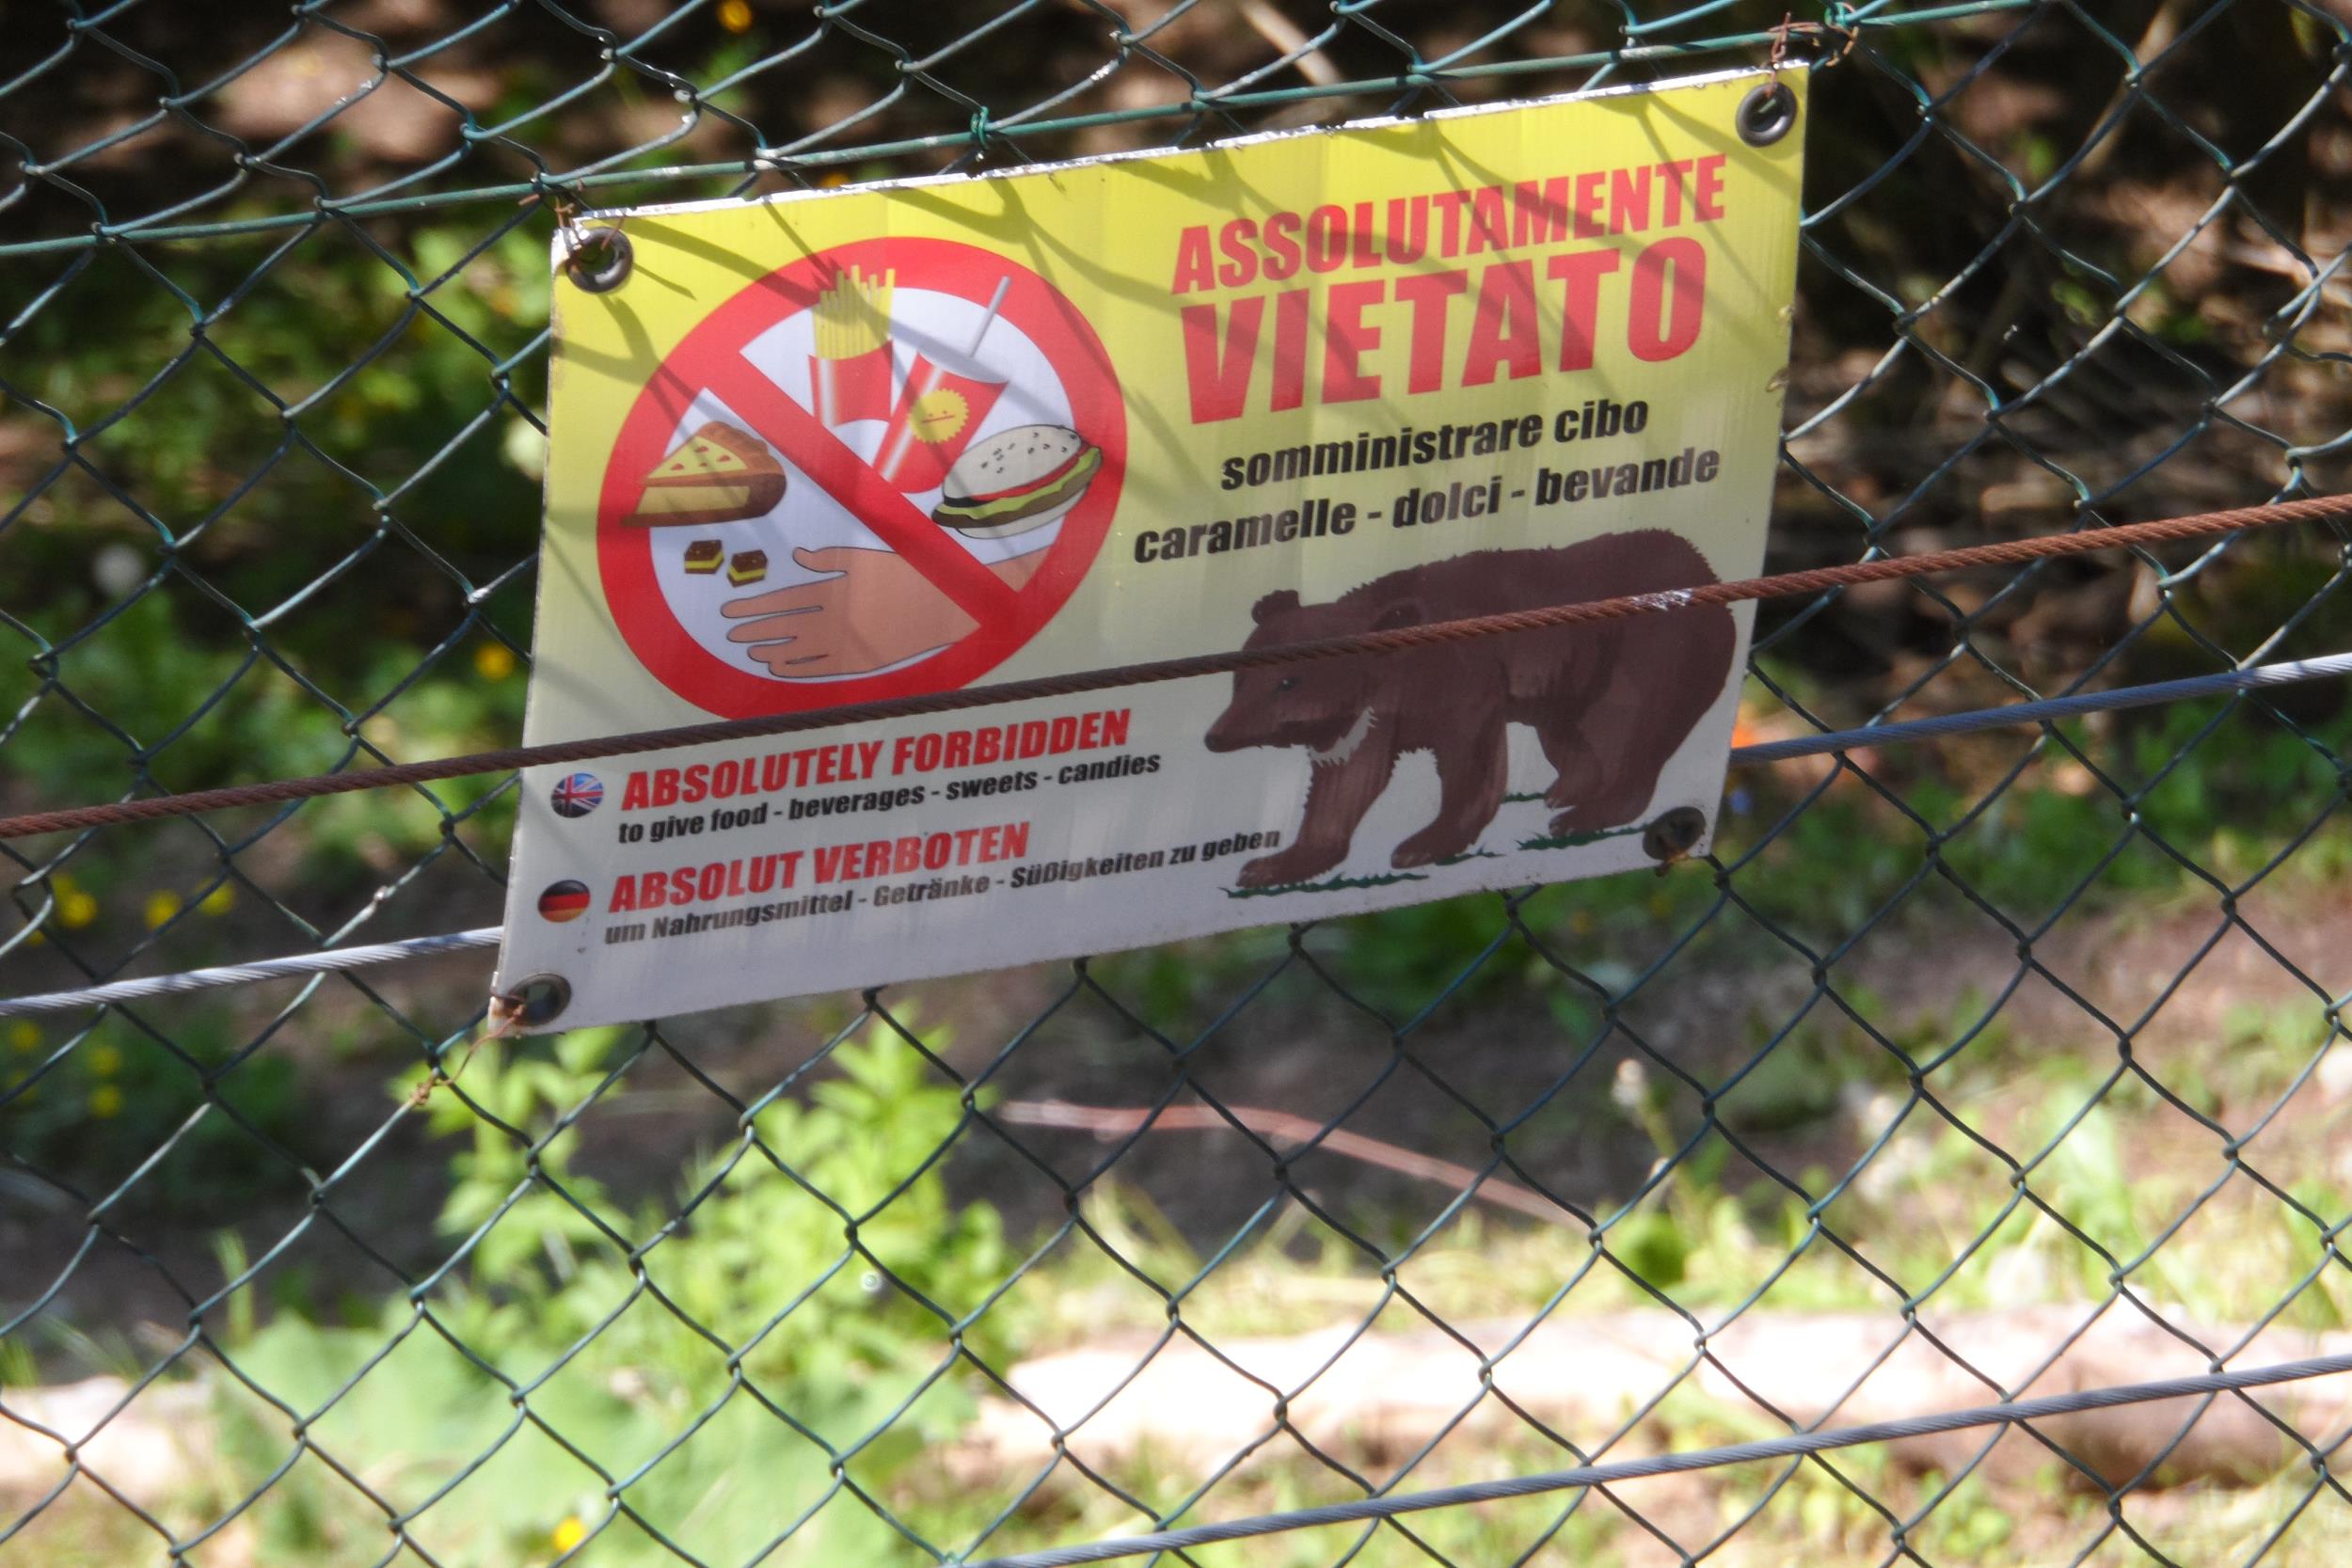 ASSOLUTAMENTE
VIETATO
somministrare cibo
caramelle - dolci - bevande
ABSOLUTELY FORBIDDEN
to give food - beverages - sweets - candies
ABSOLUT VERBOTEN
um Nahrungsmittel - Getränke - Süßigkeiten zu geben